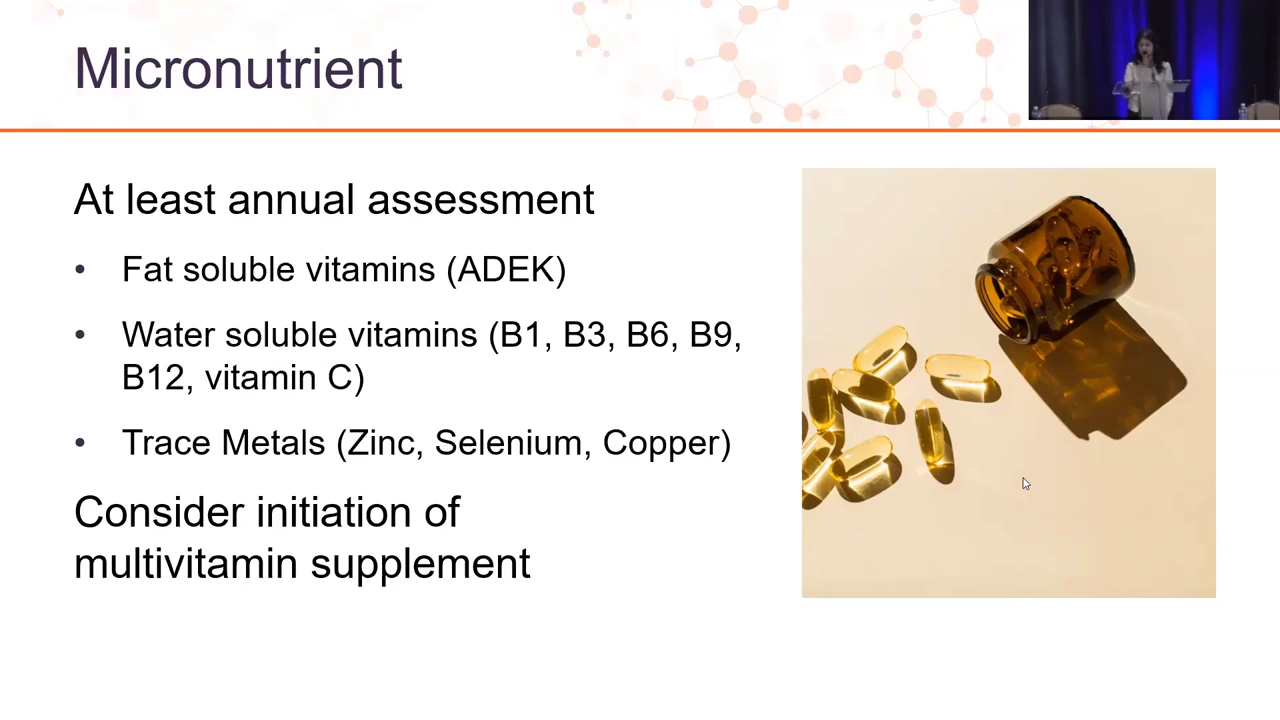 Micronutrient
At least annual assessment
• Fat soluble vitamins (ADEK)
• Water soluble vitamins (B1, B3, B6, B9,
B12, vitamin C)
• Trace Metals (Zinc, Selenium, Copper)
Consider initiation of
multivitamin supplement